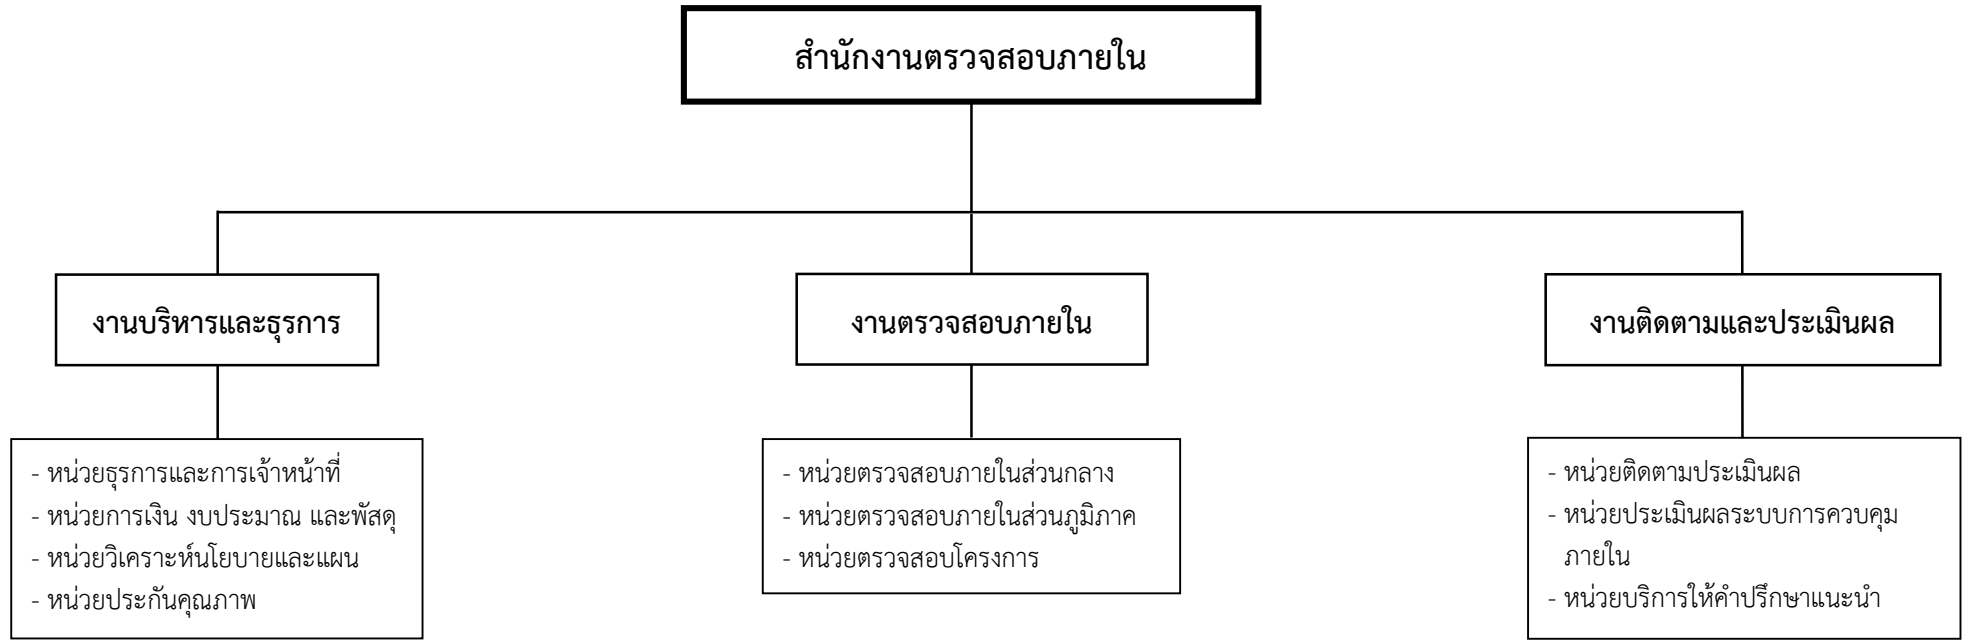 สำนักงานตรวจสอบภายใน
งานบริหารและธุรการ
- หน่วยธุรการและการเจ้าหน้าที่
- หน่วยการเงิน งบประมาณ และพัสดุ
- หน่วยวิเคราะห์นโยบายและแผน
- หน่วยประกันคุณภาพ
งานตรวจสอบภายใน
- หน่วยตรวจสอบภายในส่วนกลาง
- หน่วยตรวจสอบภายในส่วนภูมิภาค
- หน่วยตรวจสอบโครงการ
งานติดตามและประเมินผล
- หน่วยติดตามประเมินผล
- หน่วยประเมินผลระบบการควบคุม
ภายใน
- หน่วยบริการให้คำปรึกษาแนะนำ